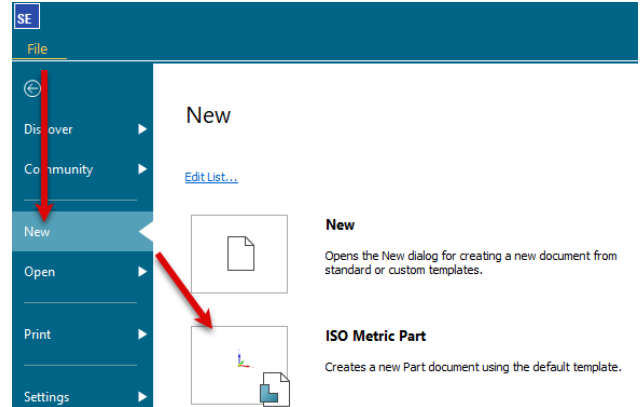 SE
File
Discover
Community
New
Open
Print
Settings
New
Edit List...
New
Opens the New dialog for creating a new document from
standard or custom templates.
ISO Metric Part
Creates a new Part document using the default template.